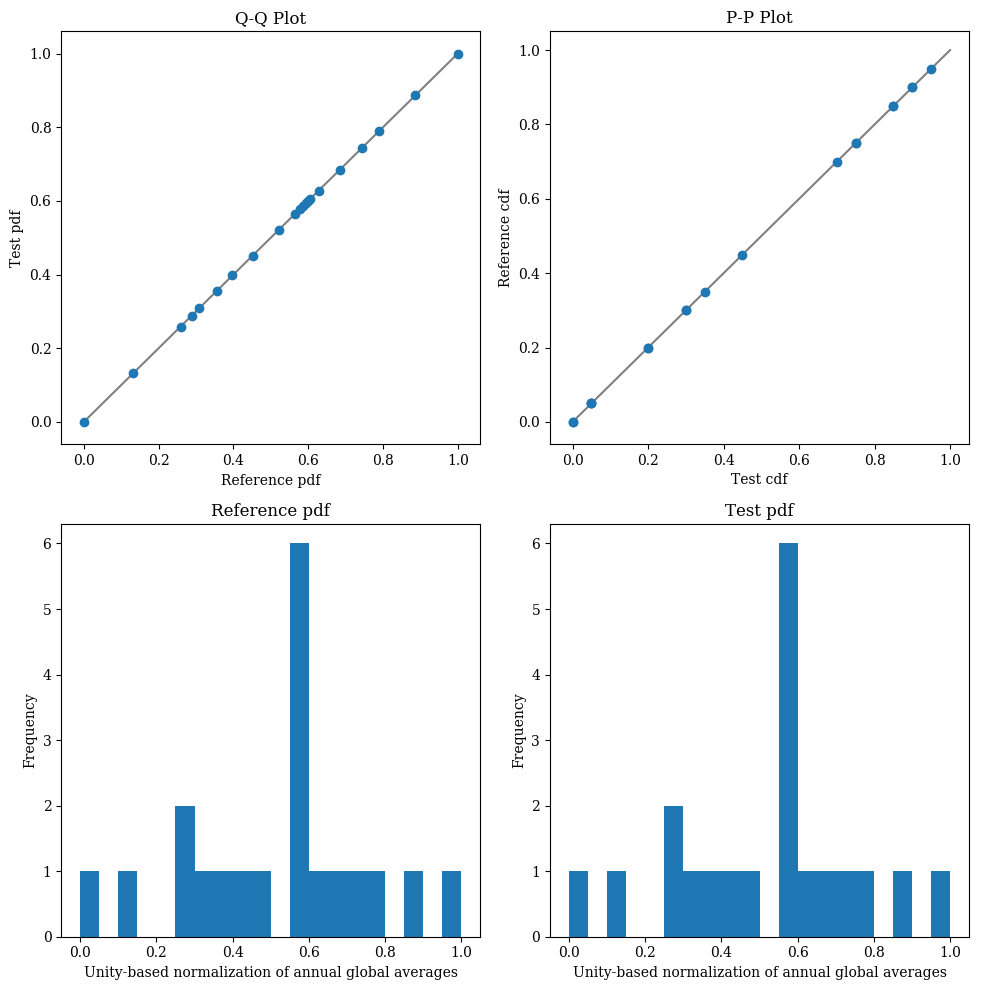 Q-Q Plot
1.0
0.8
0.6
0.4
0.2
0.0
Test pdf
0.0 0.2 0.4 0.6 0.8 1.0
Reference pdf
P-P Plot
1.0
0.8
0.6
0.4
0.2
0.0
Reference cdf
0.0 0.2 0.4 0.6 0.8 1.0
Test cdf
Reference pdf
6
5
4
3
2
1
0
Frequency
0.0 0.2 0.4 0.6 0.8 1.0
Unity-based normalization of annual global averages
Test pdf
6
5
4
3
2
1
0
Frequency
0.0 0.2 0.4 0.6 0.8 1.0
Unity-based normalization of annual global averages